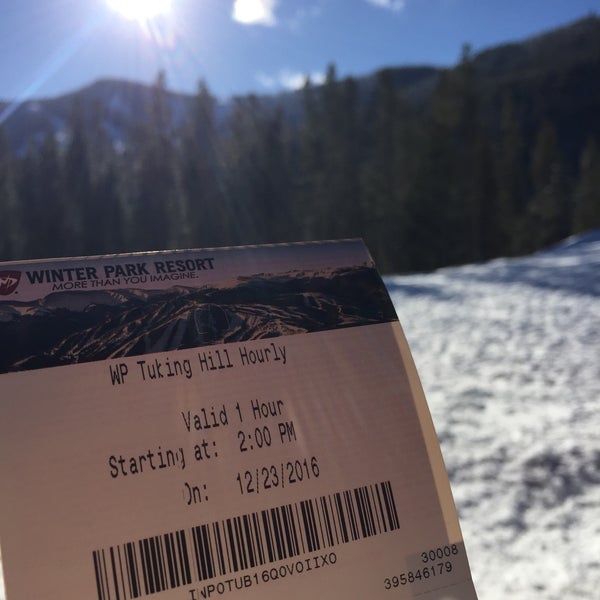 WINTER PARK RESORT
MORE THAN YOU IMAGINE.
WP Tuking Hill Hourly
Valid 1 Hour
Starting at: 2:00 PM
On: 12/23/2016
IWPOTUB16Q0VOIIXO
30008
395846179